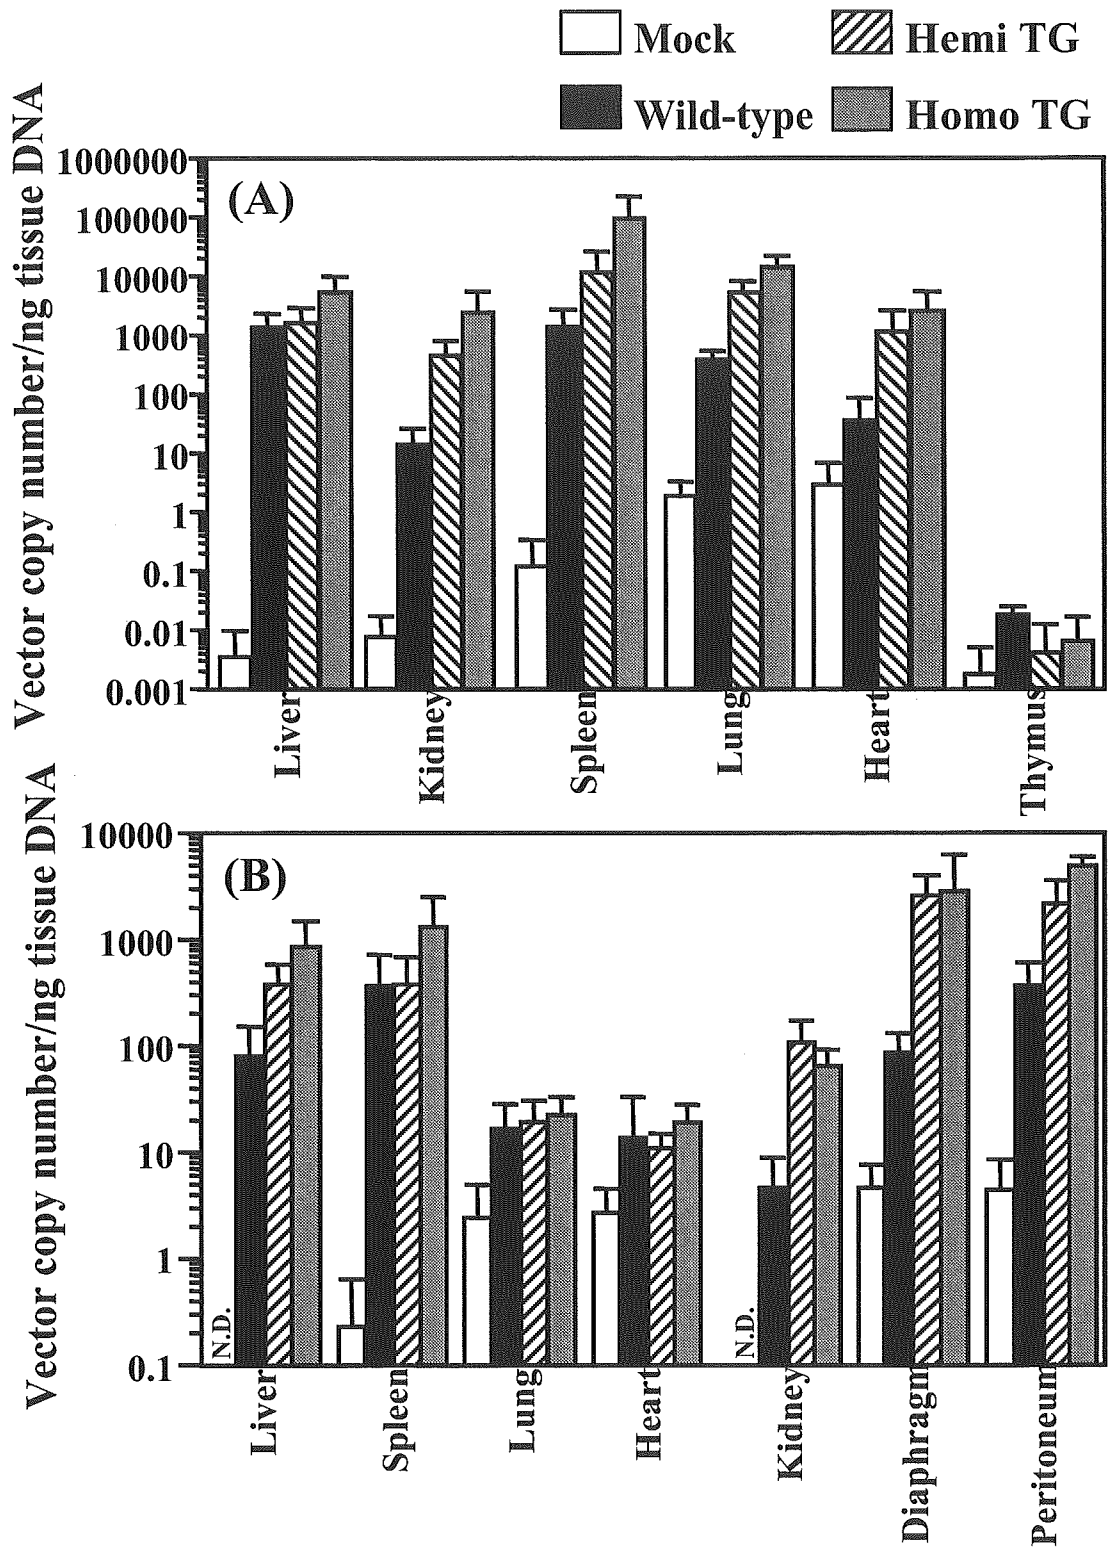 Mock Hemi TG
Wild-type Homo TG
Vector copy number/ng tissue DNA
(A)
1000000
100000
10000
1000
100
10
1
0.1
0.01
0.001
Liver
Kidney
Spleen
Lung
Heart
Thymus
Vector copy number/ng tissue DNA
(B)
10000
1000
100
10
1
0.1
N.D.
N.D.
Liver
Spleen
Lung
Heart
Kidney
Diaphragm
Peritoneum